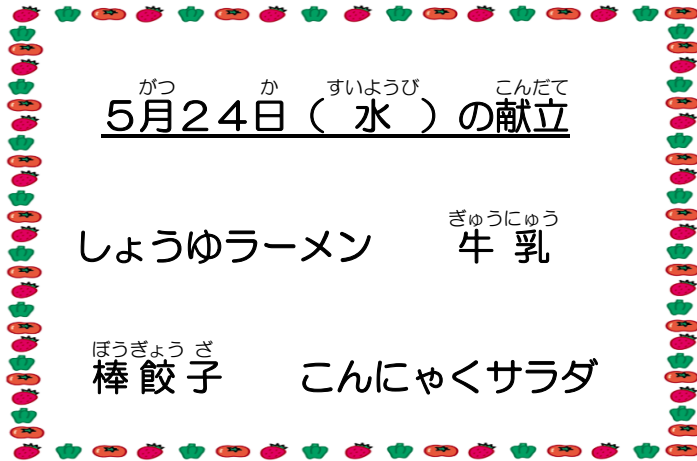 がつ か すいようび こんだて
５月２４日（ 水 ）の献立
ぎゅうにゅう
しょうゆラーメン 牛乳
ぼうぎょう ざ
棒餃子 こんにゃくサラダ